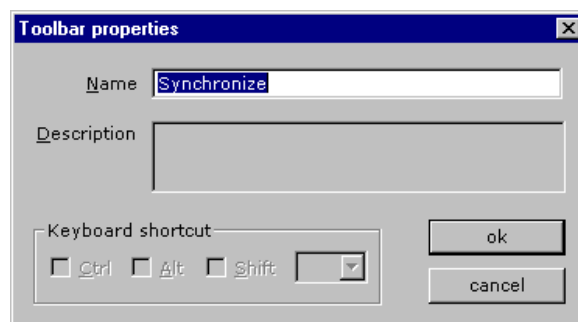 Toolbar properties
Name Synchronize
Description
Keyboard shortcut
Ctrl Alt Shift
ok
cancel